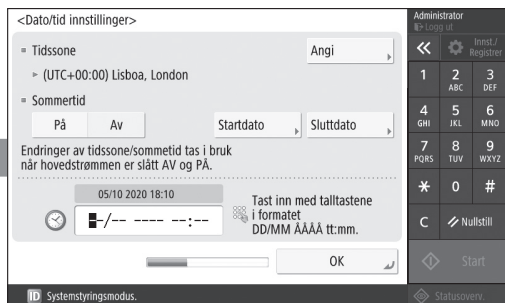 <Dato/tid innstillinger>
Tidssone
Angi
(UTC+00:00) Lisboa, London
Sommertid
På Av Startdato Sluttdato
Endringer av tidssone/sommetid tas i bruk
når hovedstrømmen er slått AV og PÅ.
05/10 2020 18:10
-/-- ---- --:--
Tast inn med talltastene
i formatet
DD/MM ÅÅÅÅ tt:mm.
OK
ID Systemstyringsmodus.
Administrator
Logg ut
Innst./
Registrer
1 2 3
ABC DEF
4 5 6
GHI JKL MNO
7 8 9
PQRS TUV WXYZ
* 0 #
C Nullstill
Start
Statusoverv.